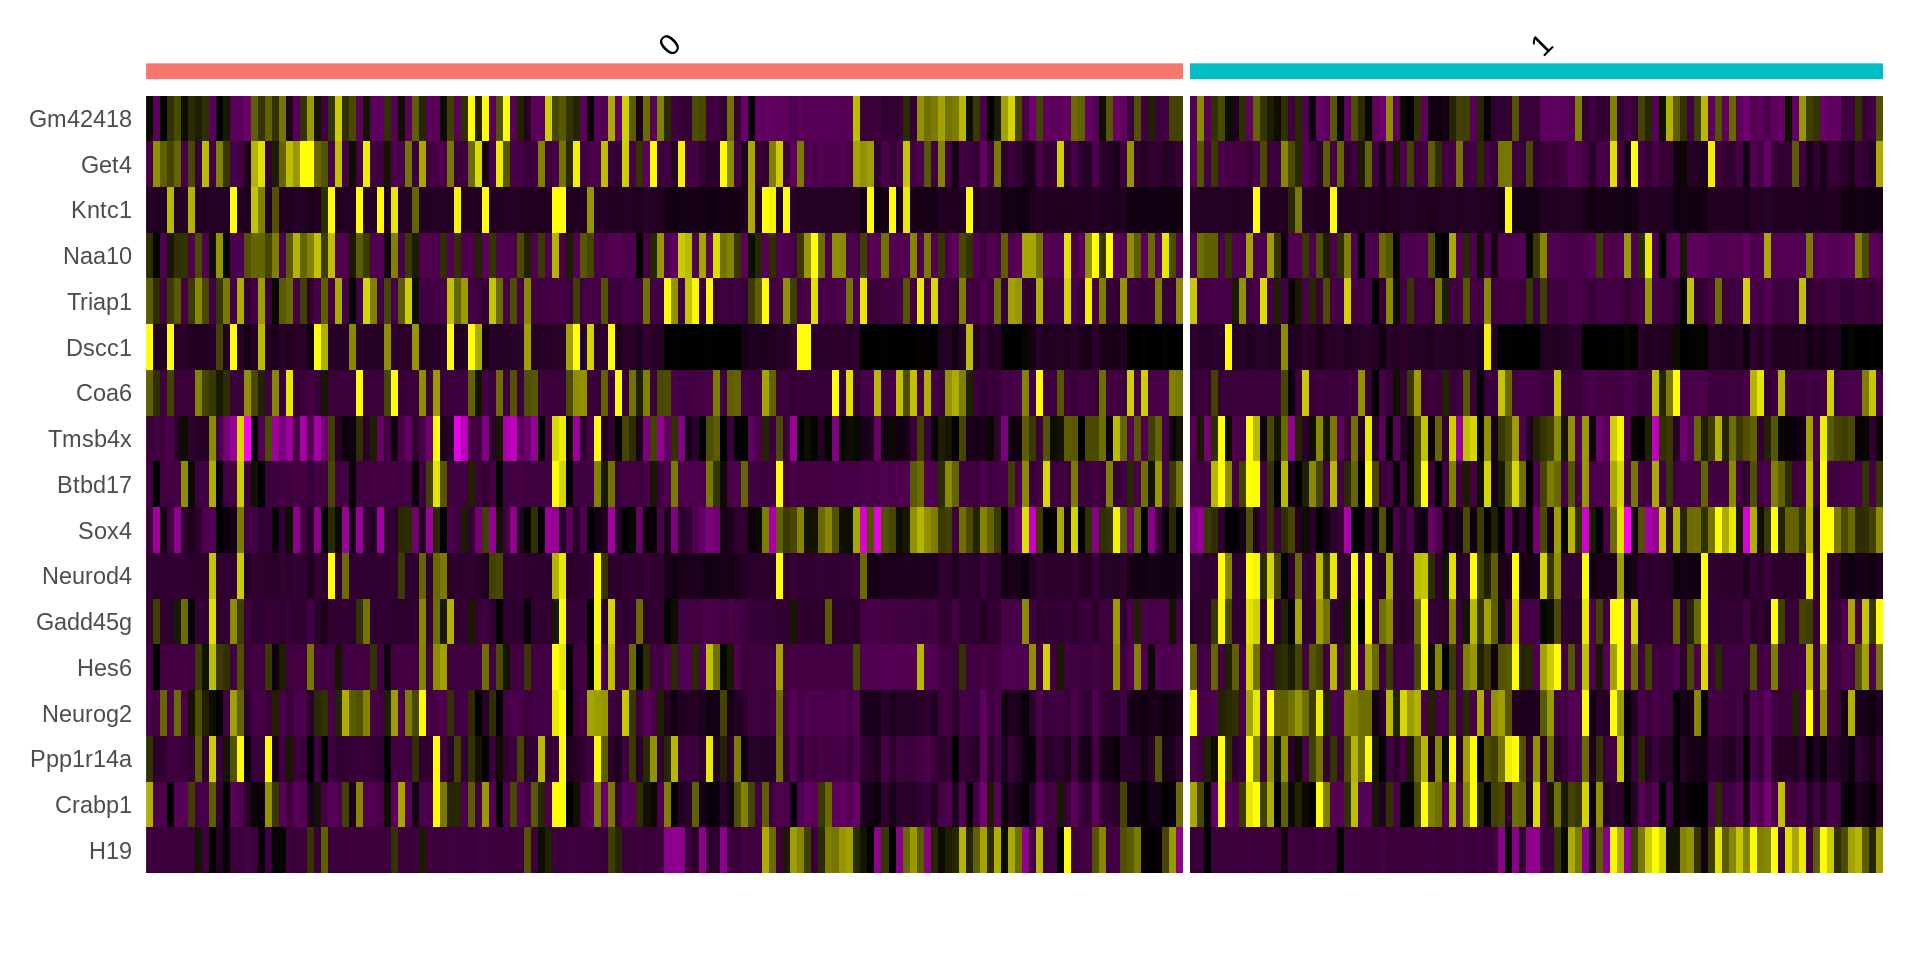 0
1
Gm42418
Get4
Kntc1
Naa10
Triap1
Dscc1
Coa6
Tmsb4x
Btbd17
Sox4
Neurod4
Gadd45g
Hes6
Neurog2
Ppp1r14a
Crabp1
H19